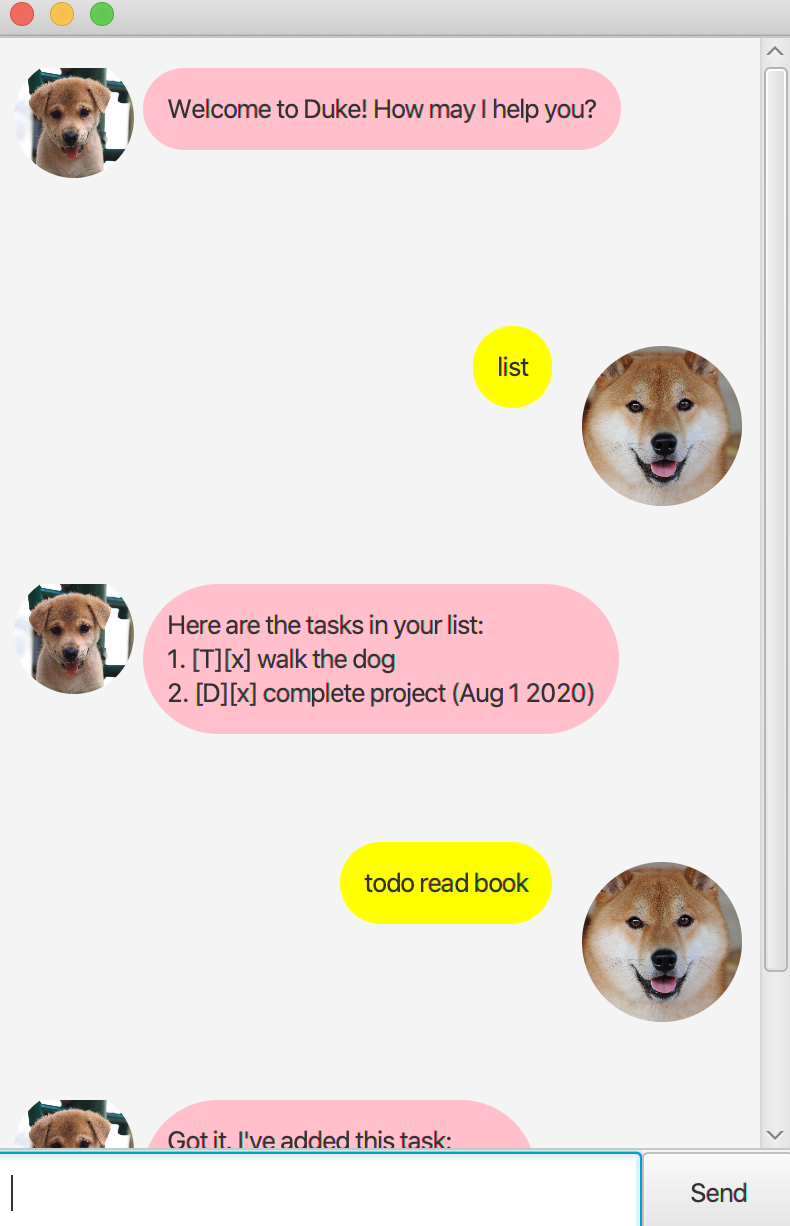 Welcome to Duke! How may I help you?
list
Here are the tasks in your list:
1. [T][x] walk the dog
2. [D][x] complete project (Aug 1 2020)
todo read book
Got it. I've added this task:
Send